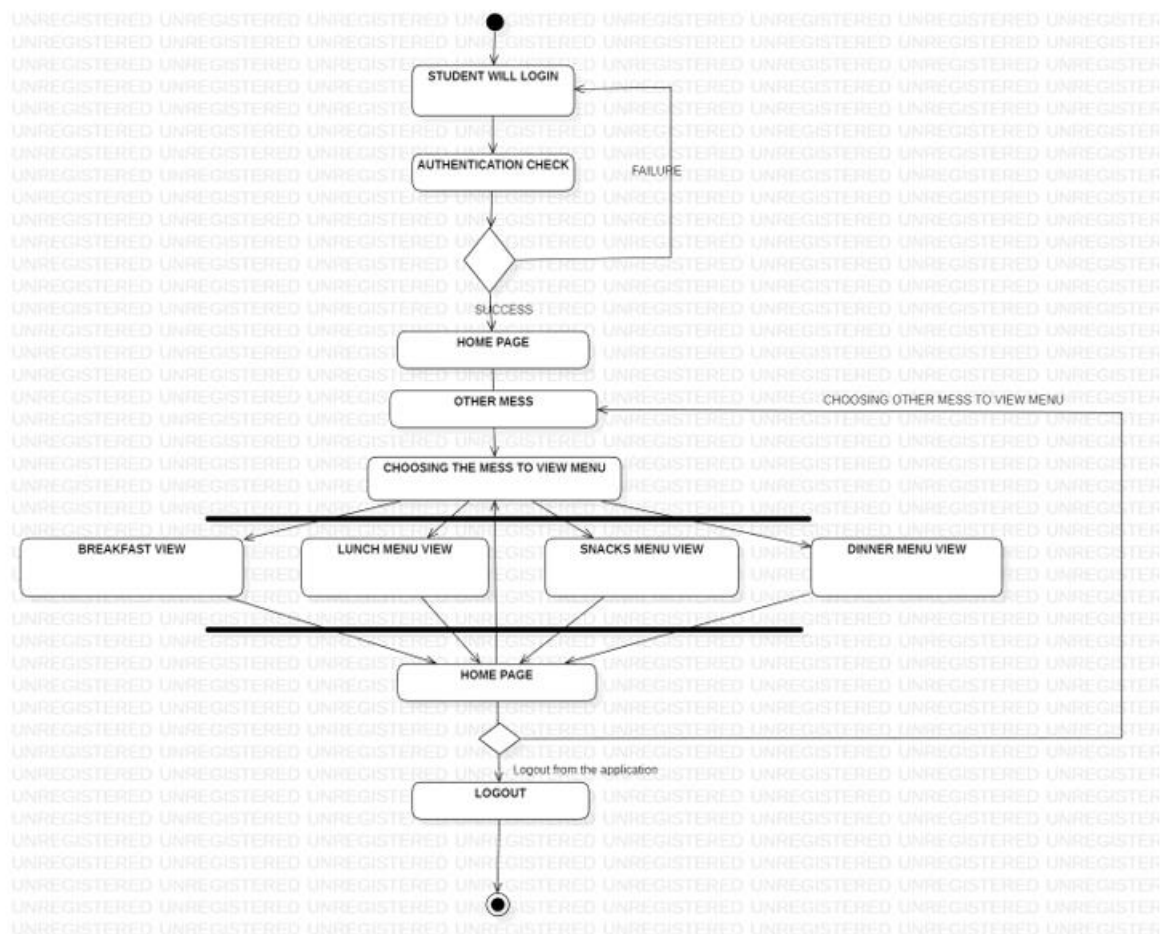 STUDENT WILL LOGIN
AUTHENTICATION CHECK
FAILURE
SUCCESS
HOME PAGE
OTHER MESS
CHOOSING OTHER MESS TO VIEW MENU
CHOOSING THE MESS TO VIEW MENU
BREAKFAST VIEW
LUNCH MENU VIEW
SNACKS MENU VIEW
DINNER MENU VIEW
HOME PAGE
Logout from the application
LOGOUT